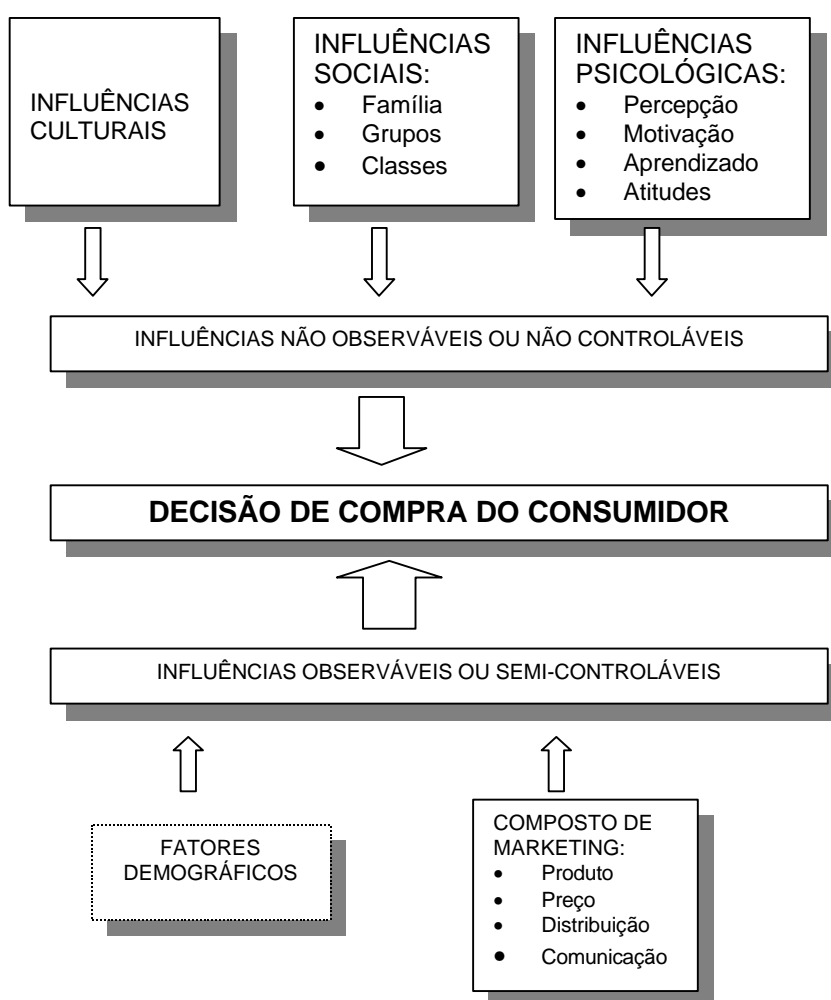 INFLUÊNCIAS
CULTURAIS
INFLUÊNCIAS
SOCIAIS:
• Família
• Grupos
• Classes
INFLUÊNCIAS
PSICOLÓGICAS:
• Percepção
• Motivação
• Aprendizado
• Atitudes
INFLUÊNCIAS NÃO OBSERVÁVEIS OU NÃO CONTROLÁVEIS
DECISÃO DE COMPRA DO CONSUMIDOR
INFLUÊNCIAS OBSERVÁVEIS OU SEMI-CONTROLÁVEIS
FATORES
DEMOGRÁFICOS
COMPOSTO DE
MARKETING:
• Produto
• Preço
• Distribuição
• Comunicação